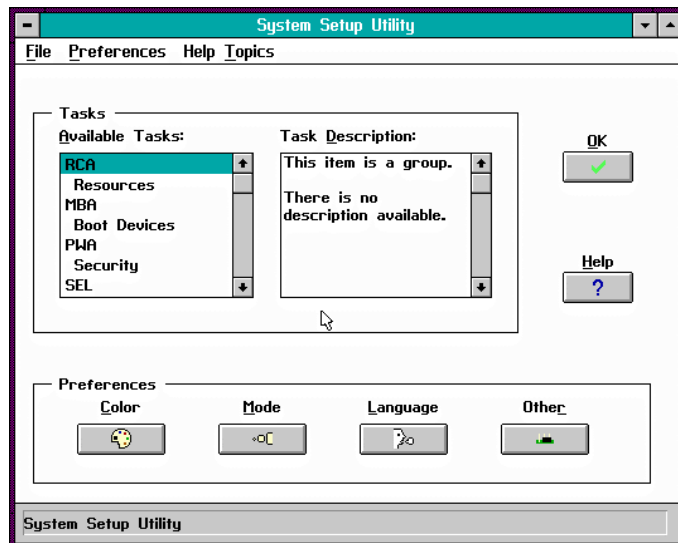 System Setup Utility
File Preferences Help Topics
Tasks
Available Tasks:
RCA
Resources
MBA
Boot Devices
PWA
Security
SEL
Task Description:
This item is a group.
There is no
description available.
OK
Help
?
Preferences
Color Mode Language Other
System Setup Utility